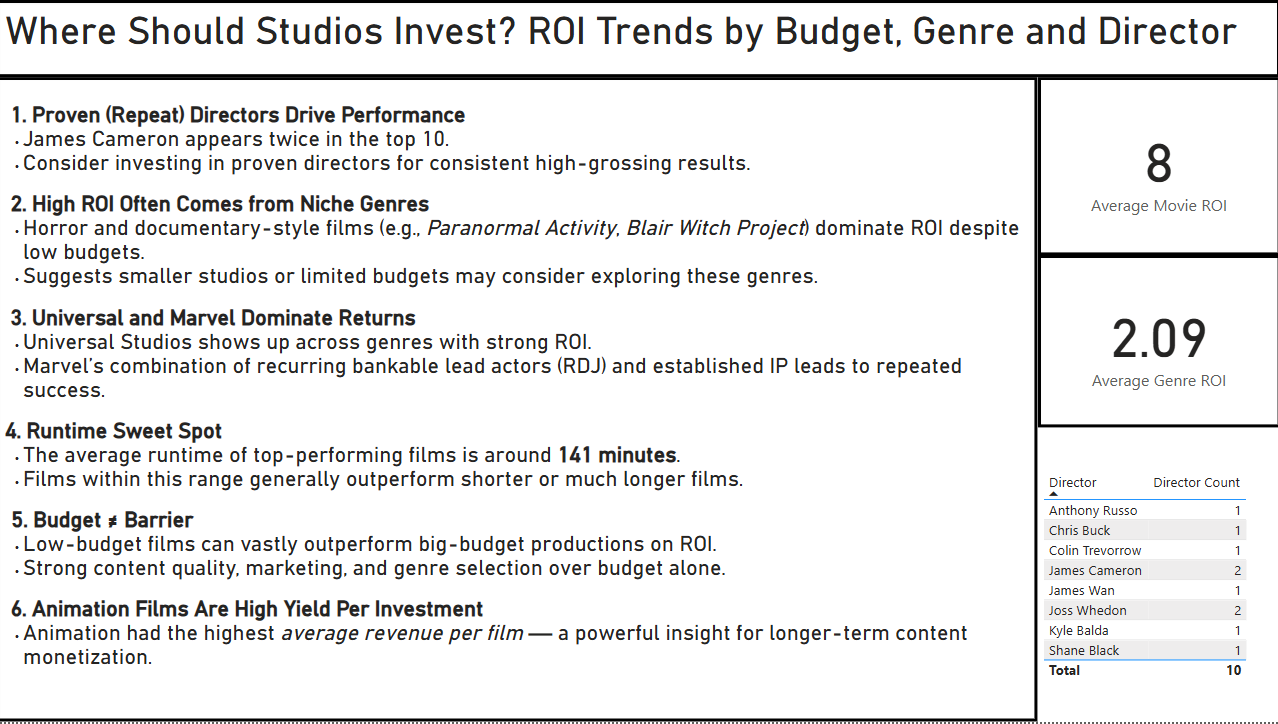 Where Should Studios Invest? ROI Trends by Budget, Genre and Director
1. Proven (Repeat) Directors Drive Performance
• James Cameron appears twice in the top 10.
• Consider investing in proven directors for consistent high-grossing results.
2. High ROI Often Comes from Niche Genres
• Horror and documentary-style films (e.g., Paranormal Activity, Blair Witch Project) dominate ROI despite
low budgets.
• Suggests smaller studios or limited budgets may consider exploring these genres.
3. Universal and Marvel Dominate Returns
• Universal Studios shows up across genres with strong ROI.
• Marvel's combination of recurring bankable lead actors (RDJ) and established IP leads to repeated
success.
4. Runtime Sweet Spot
• The average runtime of top-performing films is around 141 minutes.
• Films within this range generally outperform shorter or much longer films.
5. Budget ≠ Barrier
• Low-budget films can vastly outperform big-budget productions on ROI.
• Strong content quality, marketing, and genre selection over budget alone.
6. Animation Films Are High Yield Per Investment
• Animation had the highest average revenue per film — a powerful insight for longer-term content
monetization.
8
Average Movie ROI
2.09
Average Genre ROI
Director Director Count
Anthony Russo 1
Chris Buck 1
Colin Trevorrow 1
James Cameron 2
James Wan 1
Joss Whedon 2
Kyle Balda 1
Shane Black 1
Total 10